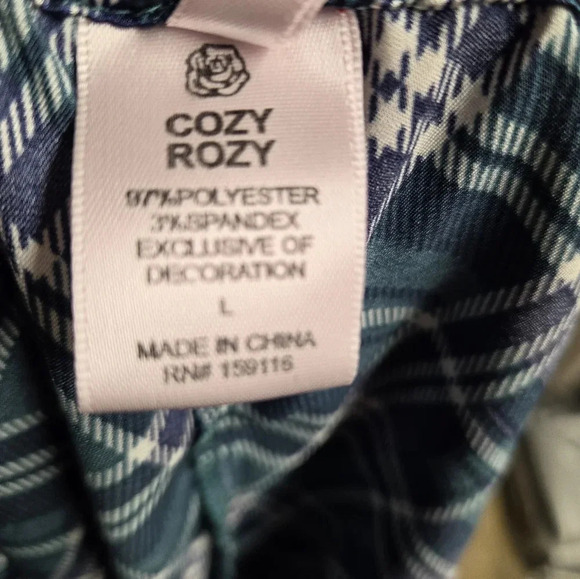 COZY
ROZY
97%POLYESTER
3%SPANDEX
EXCLUSIVE OF
DECORATION
L
MADE IN CHINA
RN# 159116